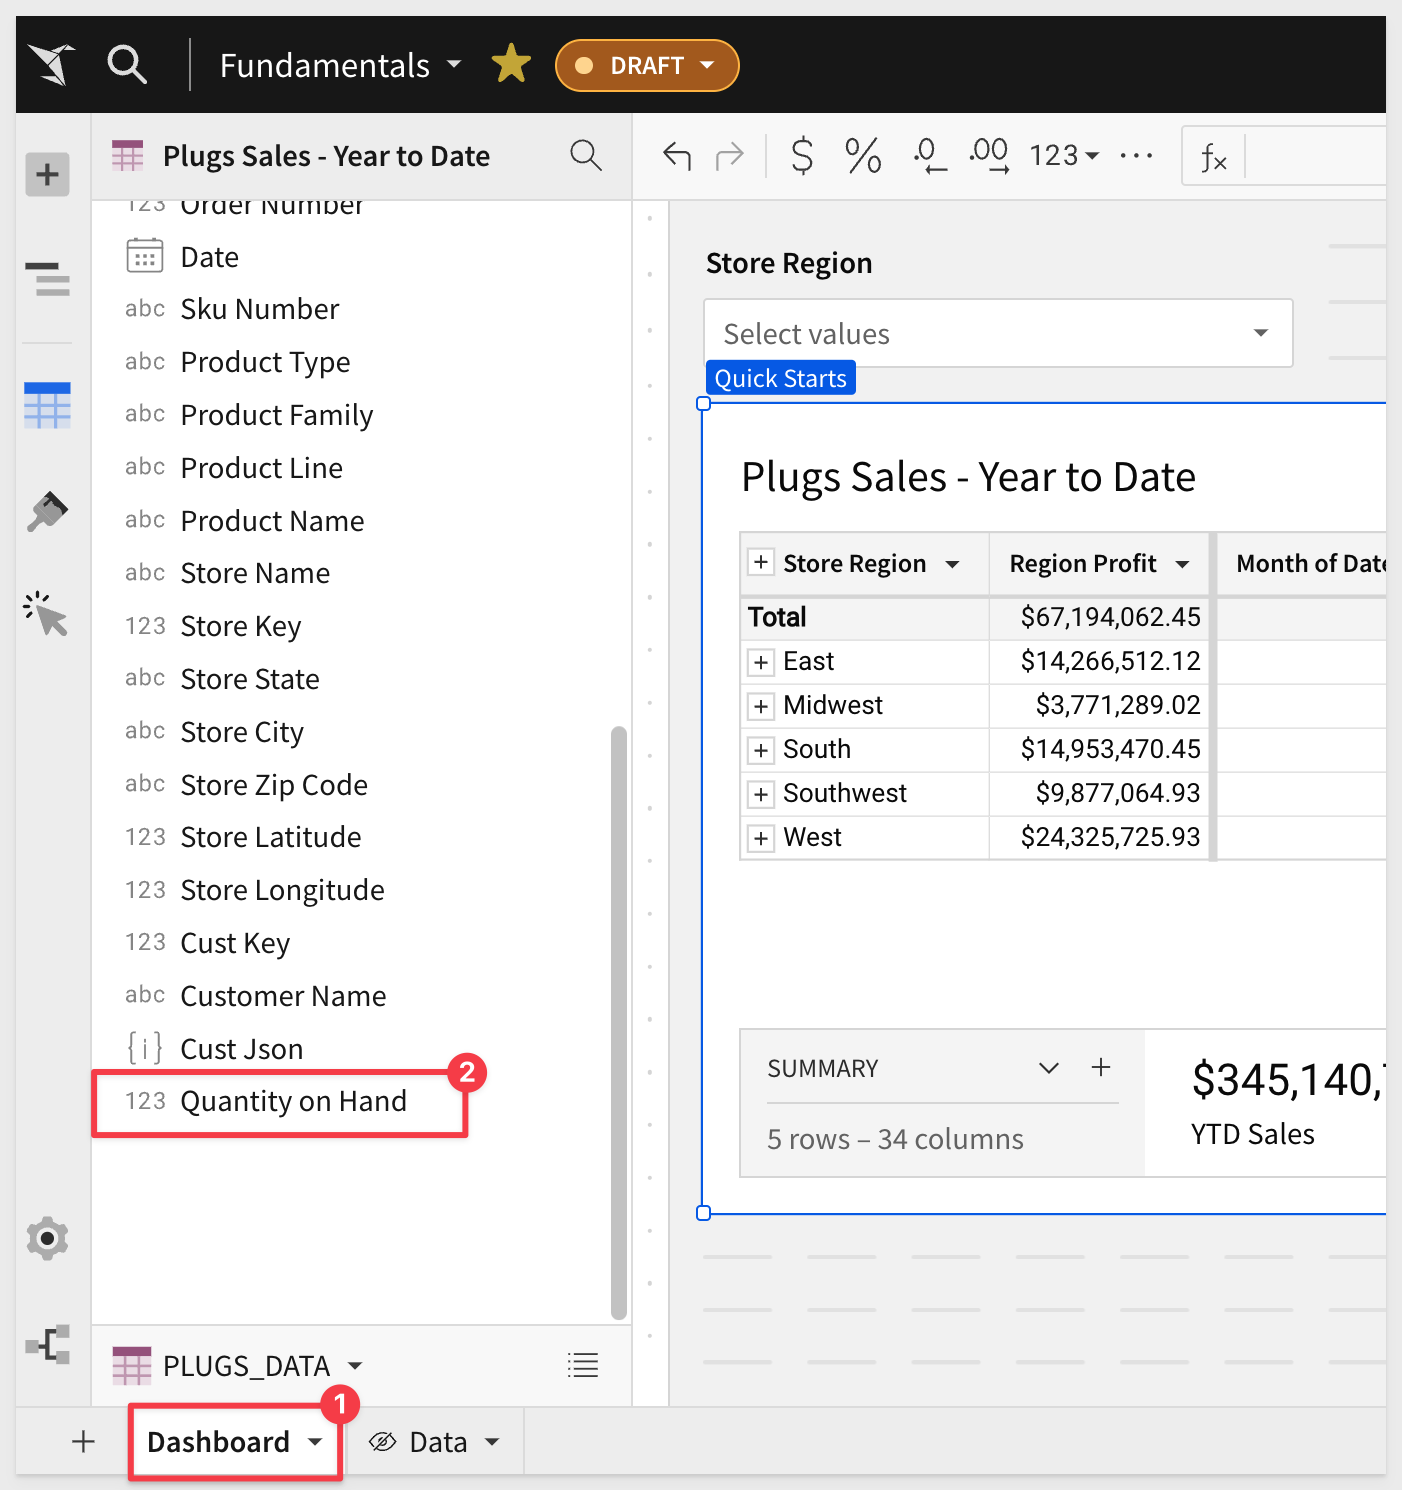 Fundamentals
DRAFT
Plugs Sales - Year to Date
$ % .0 .00 123 ... fx
123 Order Number
Date
abc Sku Number
abc Product Type
abc Product Family
abc Product Line
abc Product Name
abc Store Name
123 Store Key
abc Store State
abc Store City
abc Store Zip Code
123 Store Latitude
123 Store Longitude
123 Cust Key
abc Customer Name
{i} Cust Json
2
123 Quantity on Hand
PLUGS_DATA
Store Region
Select values
Quick Starts
Plugs Sales - Year to Date
Store Region Region Profit Month of Date
Total $67,194,062.45
East $14,266,512.12
Midwest $3,771,289.02
South $14,953,470.45
Southwest $9,877,064.93
West $24,325,725.93
SUMMARY
5 rows – 34 columns
$345,140,
YTD Sales
1
Dashboard
Data